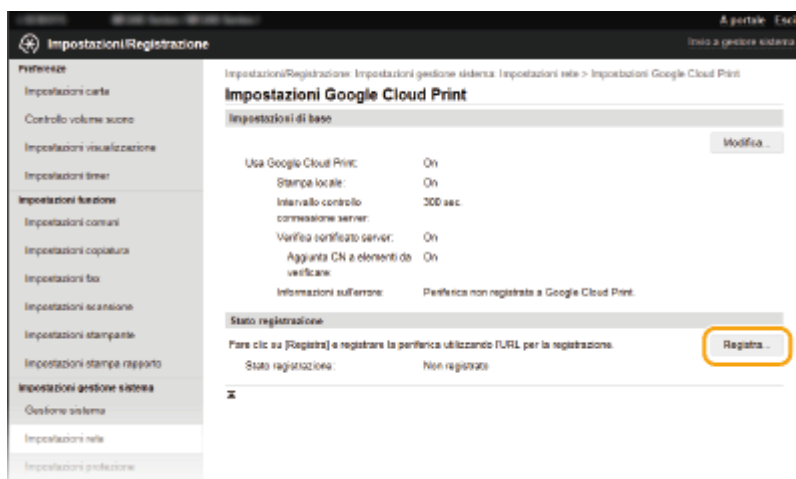 A portale Esci
Impostazioni/Registrazione
Invio a gestore sistema
Preferenze
Impostazioni carta
Controllo volume suono
Impostazioni visualizzazione
Impostazioni timer
Impostazioni funzione
Impostazioni comuni
Impostazioni copiatura
Impostazioni fax
Impostazioni scansione
Impostazioni stampante
Impostazioni stampa rapporto
Impostazioni gestione sistema
Gestione sistema
Impostazioni rete
Impostazioni protezione
Impostazioni/Registrazione: Impostazioni gestione sistema: Impostazioni rete > Impostazioni Google Cloud Print
Impostazioni Google Cloud Print
Impostazioni di base
Modifica...
Usa Google Cloud Print: On
Stampa locale: On
Intervallo controllo connessione server: 300 sec.
Verifica certificato server: On
Aggiunta CN a elementi da verificare: On
Informazioni sull'errore: Periferica non registrata a Google Cloud Print.
Stato registrazione
Fare clic su [Registra] e registrare la periferica utilizzando l'URL per la registrazione.
Registra...
Stato registrazione: Non registrato